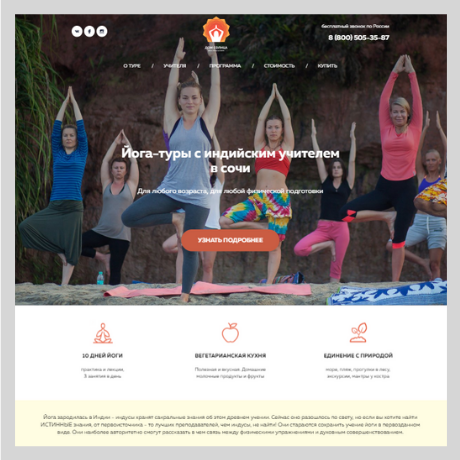 бесплатный звонок по России
8 (800) 505-35-87
О ТУРЕ / УЧИТЕЛЯ / ПРОГРАММА / СТОИМОСТЬ / КУПИТЬ
Йога-туры с индийским учителем
в сочи
Для любого возраста, для любой физической подготовки
УЗНАТЬ ПОДРОБНЕЕ
10 ДНЕЙ ЙОГИ
практика и лекции,
3 занятия в день
ВЕГЕТАРИАНСКАЯ КУХНЯ
Полезная и вкусная. Домашние
молочные продукты и фрукты
ЕДИНЕНИЕ С ПРИРОДОЙ
море, пляж, прогулки в лесу,
экскурсии, мантры у костра
Йога зародилась в Индии - индусы хранят сакральные знания об этом древнем учении. Сейчас оно разошлось по свету, но если вы хотите найти
ИСТИННЫЕ знания, от первоисточника - то лучших преподавателей, чем индусы, не найти! Они стараются сохранить учение йоги в первозданном
виде. Они наиболее авторитетно смогут рассказать о чем связь между физическими упражнениями и духовным совершенствованием.